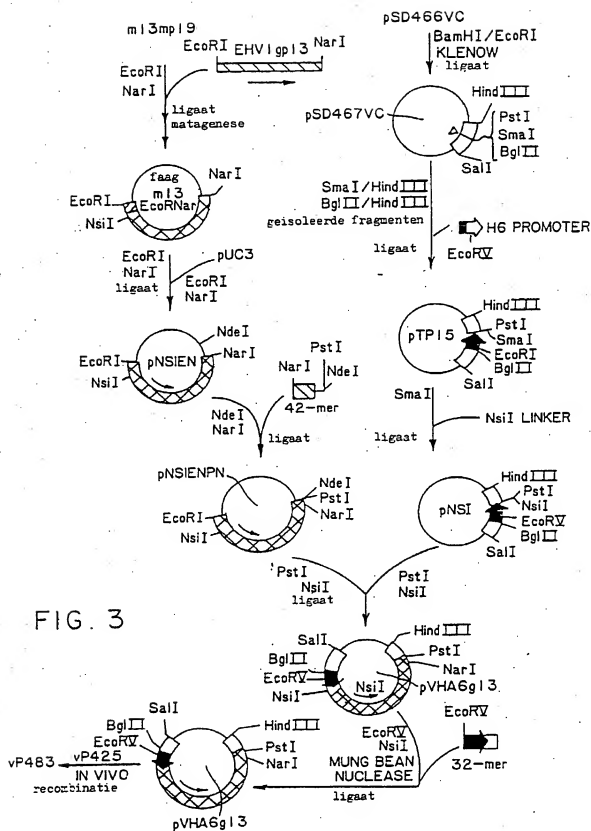 m13mp19
EcoRI EHV1gp13 NarI
EcoRI
NarI
ligaat
matagenese
faag
m13
EcoRNar
NarI
EcoRI
NsiI
EcoRI
NarI
ligaat
pUC3
EcoRI
NarI
NdeI
NarI
EcoRI
NsiI
pNSIEN
PstI
NarI
NdeI
42-mer
NdeI
NarI
ligaat
pNSIENPN
NdeI
PstI
NarI
EcoRI
NsiI
pSD466VC
BamHI/EcoRI
KLENOW
ligaat
HindIII
pSD467VC
PstI
SmaI
BglII
SalI
SmaI/HindIII
BglII/HindIII
geisoleerde fragmenten
ligaat
H6 PROMOTER
EcoRV
HindIII
pTP15
PstI
SmaI
EcoRI
BglII
SalI
SmaI
NsiI LINKER
ligaat
HindIII
pNSI
PstI
NsiI
EcoRV
BglII
SalI
PstI
NsiI
ligaat
PstI
NsiI
FIG. 3
SalI
HindIII
BglII
PstI
EcoRV
NarI
NsiI
NsiI
pVHA6g13
EcoRV
NsiI
MUNG BEAN
NUCLEASE
ligaat
EcoRV
32-mer
SalI
BglII
HindIII
EcoRV
PstI
NarI
vP483
vP425
IN VIVO
recombinatie
pVHA6g13